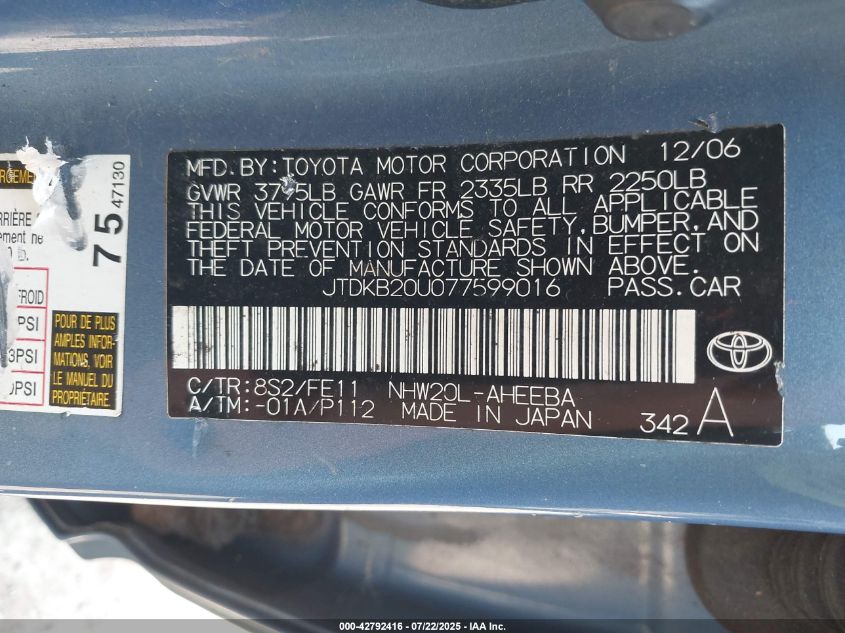 MFD.BY:TOYOTA MOTOR CORPORATION 12/06
GVWR LB GAWR FR 2335LB RR 2250LB
THIS VEHICLE CONFORMS TO ALL APPLICABLE
FEDERAL MOTOR VEHICLE SAFETY,BUMPER,AND
THEFT PREVENTION STANDARDS IN EFFECT ON
THE DATE OF MANUFACTURE SHOWN ABOVE.
JTDKB20U077599016 PASS.CAR
C/TR:8S2/FE11 NHW20L-AHEEBA
A/TM:-01A/P112 MADE IN JAPAN
342 A
75
47130
FROID
PSI
PSI
PSI
POUR DE PLUS
AMPLES INFOR-
MATIONS, VOIR
LE MANUEL DU
PROPRIÉTAIRE
000-42792416 - 07/22/2025 - IAA Inc.